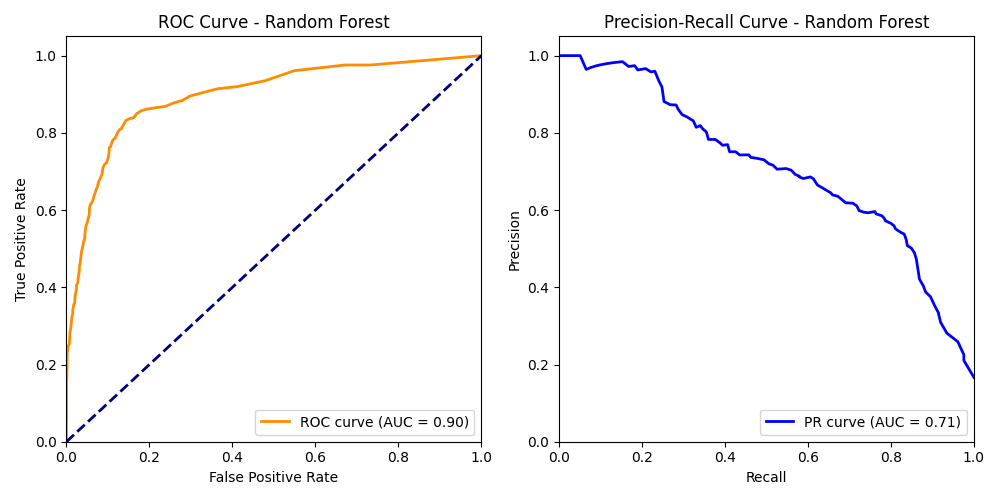 ROC Curve - Random Forest
1.0
0.8
0.6
0.4
0.2
0.0
True Positive Rate
ROC curve (AUC = 0.90)
0.0 0.2 0.4 0.6 0.8 1.0
False Positive Rate
Precision-Recall Curve - Random Forest
1.0
0.8
0.6
0.4
0.2
0.0
Precision
PR curve (AUC = 0.71)
0.0 0.2 0.4 0.6 0.8 1.0
Recall